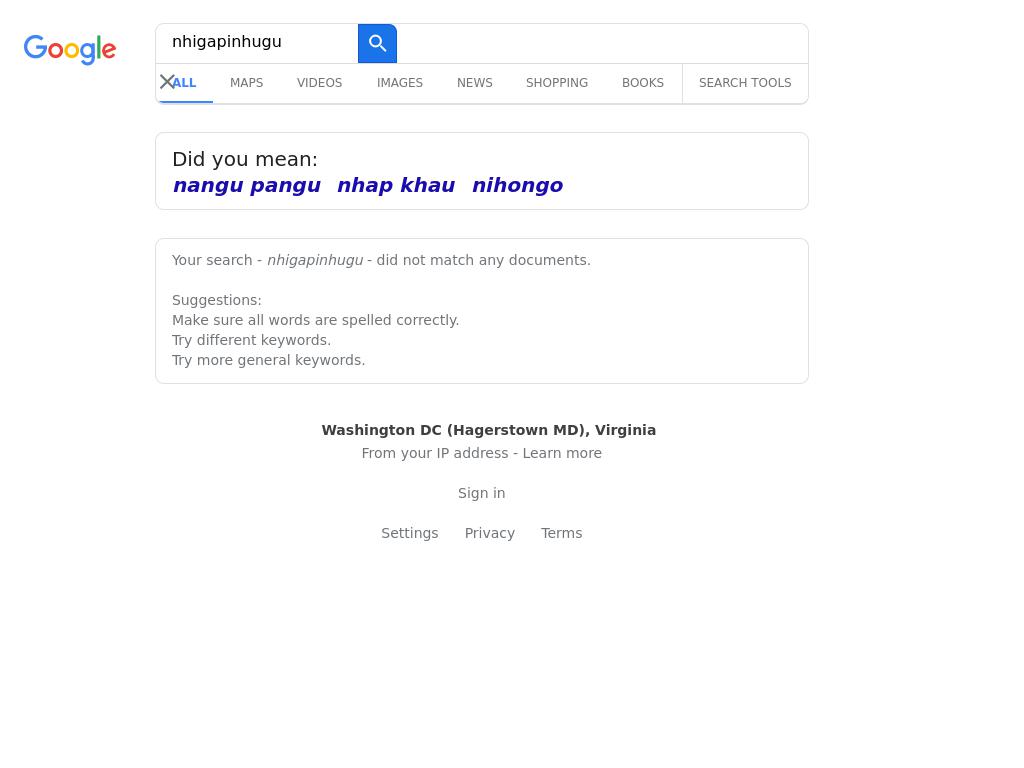 Google
nhigapinhugu
ALL MAPS VIDEOS IMAGES NEWS SHOPPING BOOKS SEARCH TOOLS
Did you mean:
nangu pangu nhap khau nihongo
Your search - nhigapinhugu - did not match any documents.
Suggestions:
Make sure all words are spelled correctly.
Try different keywords.
Try more general keywords.
Washington DC (Hagerstown MD), Virginia
From your IP address - Learn more
Sign in
Settings Privacy Terms